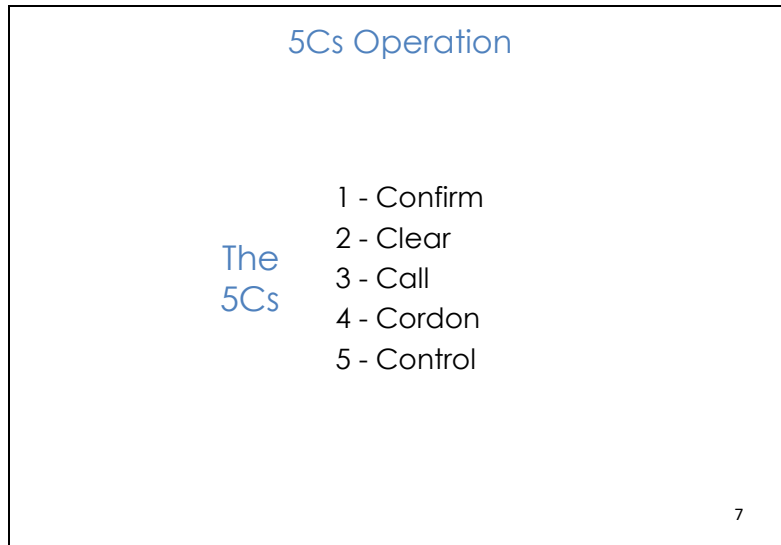 5Cs Operation
The
5Cs
1 - Confirm
2 - Clear
3 - Call
4 - Cordon
5 - Control
7